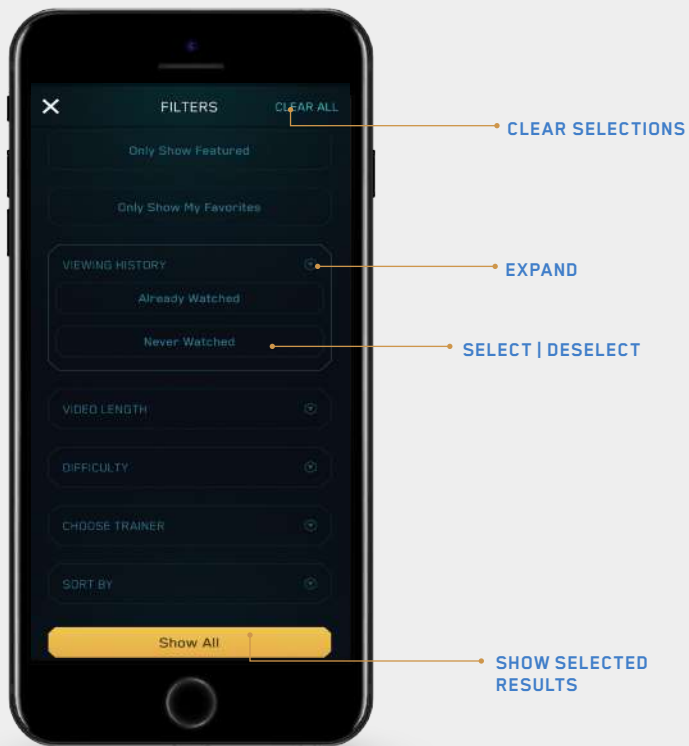 FILTERS
CLEAR ALL
CLEAR SELECTIONS
Only Show Featured
Only Show My Favorites
VIEWING HISTORY
EXPAND
Already Watched
Never Watched
SELECT | DESELECT
VIDEO LENGTH
DIFFICULTY
CHOOSE TRAINER
SORT BY
Show All
SHOW SELECTED
RESULTS